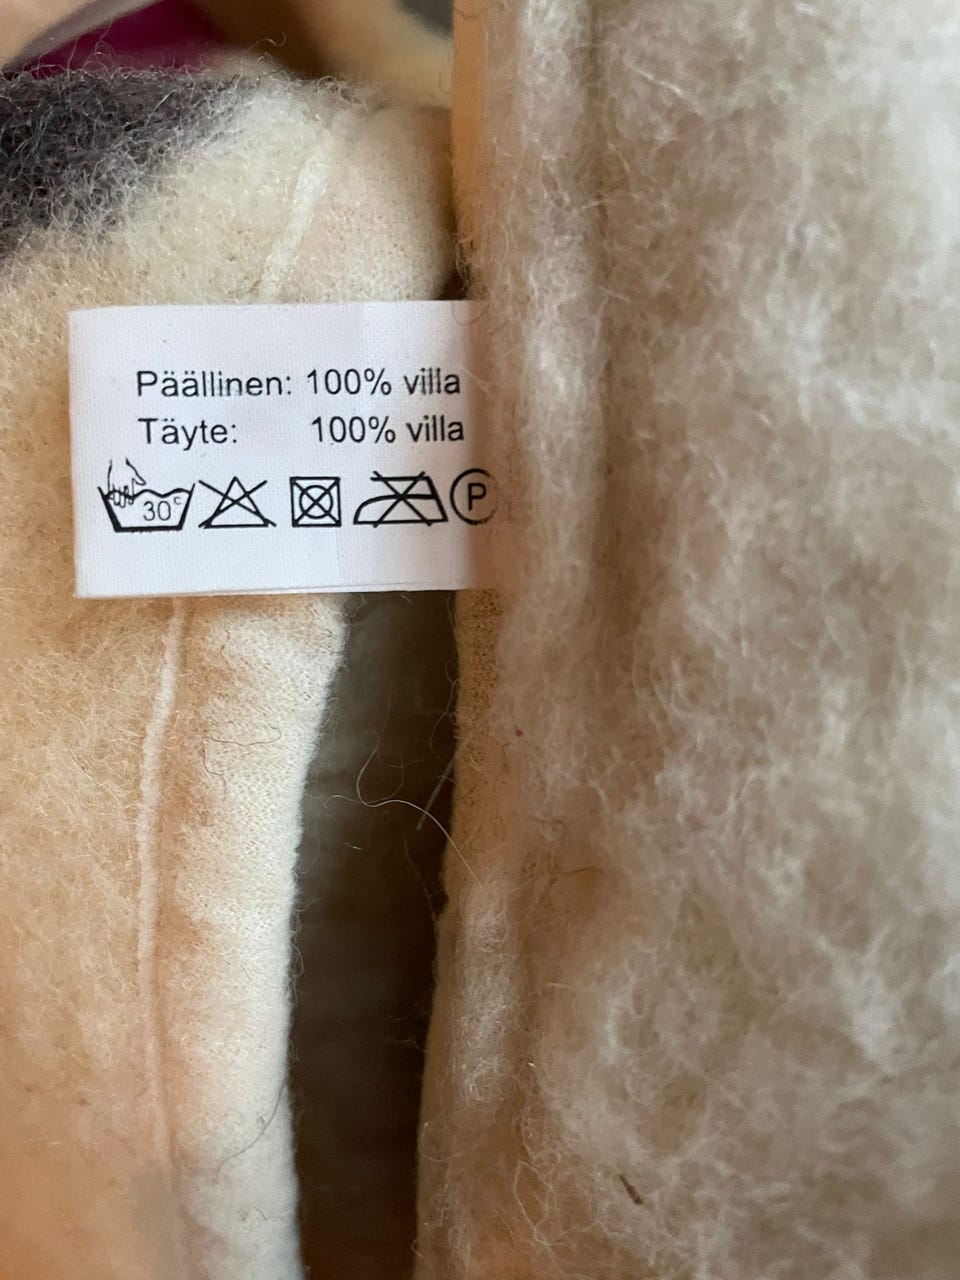 Päällinen: 100% villa
Täyte: 100% villa
30°C P